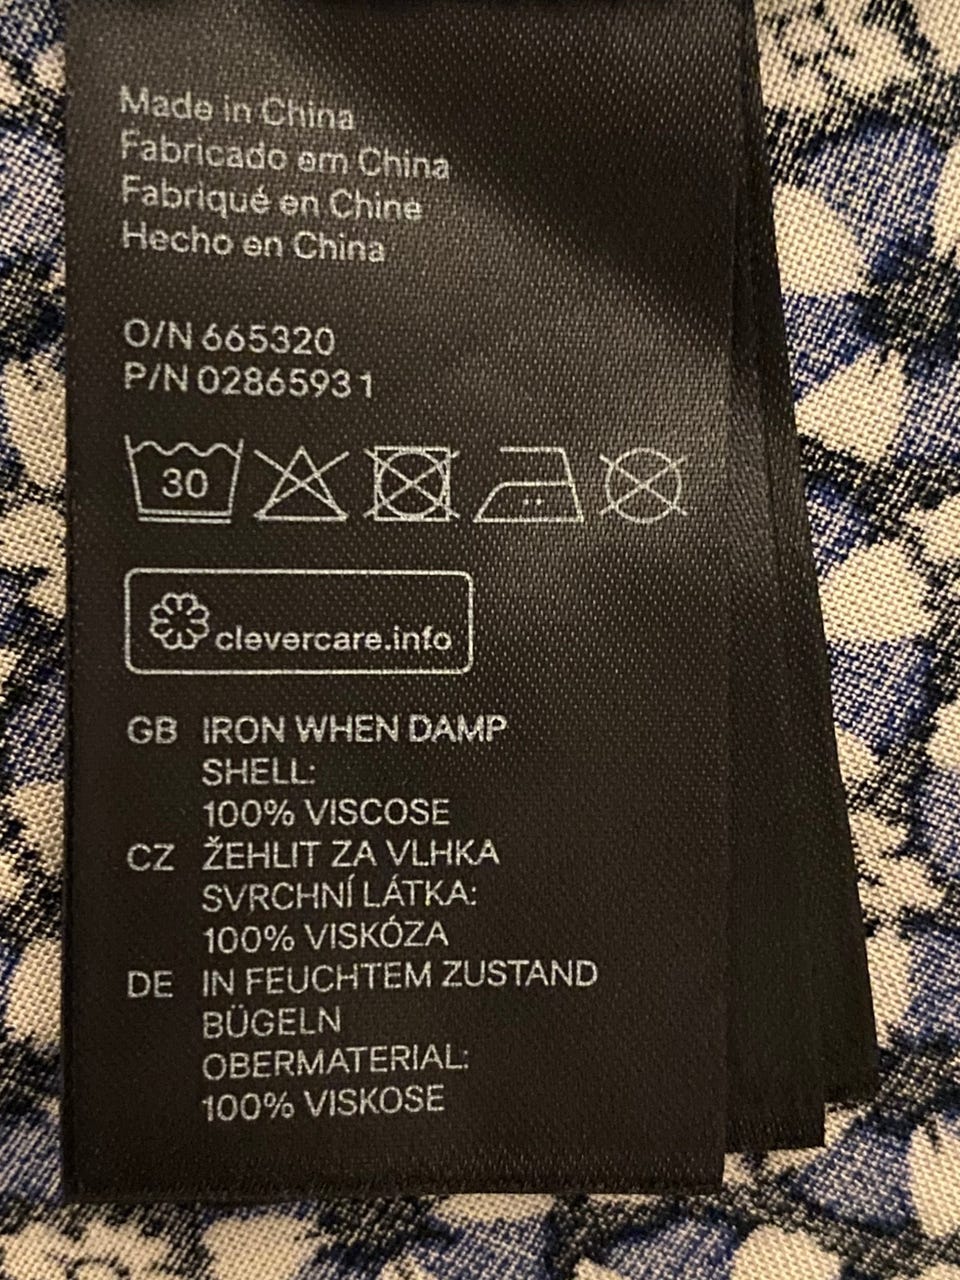 Made in China
Fabricado em China
Fabriqué en Chine
Hecho en China
O/N 665320
P/N 02865931
30
clevercare.info
GB IRON WHEN DAMP
SHELL:
100% VISCOSE
CZ ŽEHLIT ZA VLHKA
SVRCHNÍ LÁTKA:
100% VISKÓZA
DE IN FEUCHTEM ZUSTAND
BÜGELN
OBERMATERIAL:
100% VISKOSE